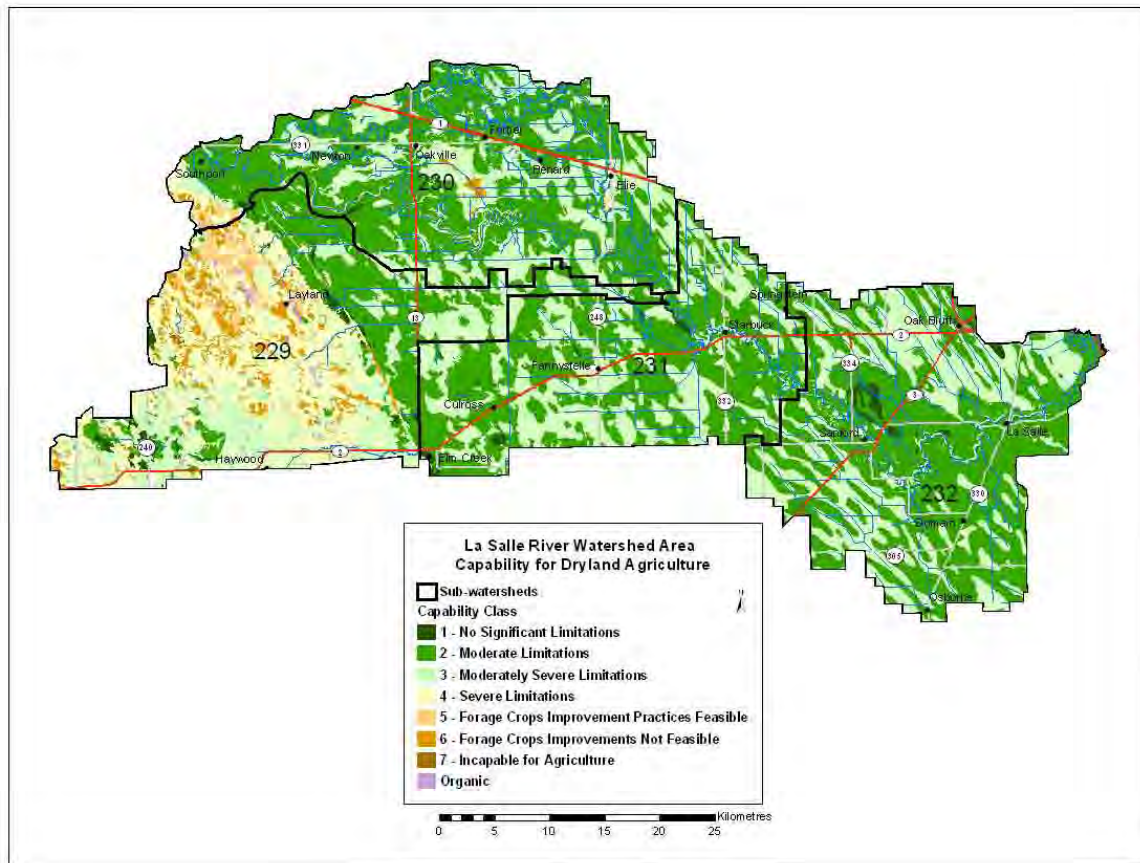 1
Fortier
331
Newton
Oakville
Southport
Benard
Elie
230
Layland
13
248
Springstein
Starbuck
Oak Bluff
2
229
Fannystelle
231
334
3
Culross
332
Sanford
La Salle
240
Haywood
2
Elm Creek
232
330
Domain
305
Osborne
La Salle River Watershed Area
Capability for Dryland Agriculture
Sub-watersheds
N
Capability Class
1 - No Significant Limitations
2 - Moderate Limitations
3 - Moderately Severe Limitations
4 - Severe Limitations
5 - Forage Crops Improvement Practices Feasible
6 - Forage Crops Improvements Not Feasible
7 - Incapable for Agriculture
Organic
Kilometres
0 5 10 15 20 25